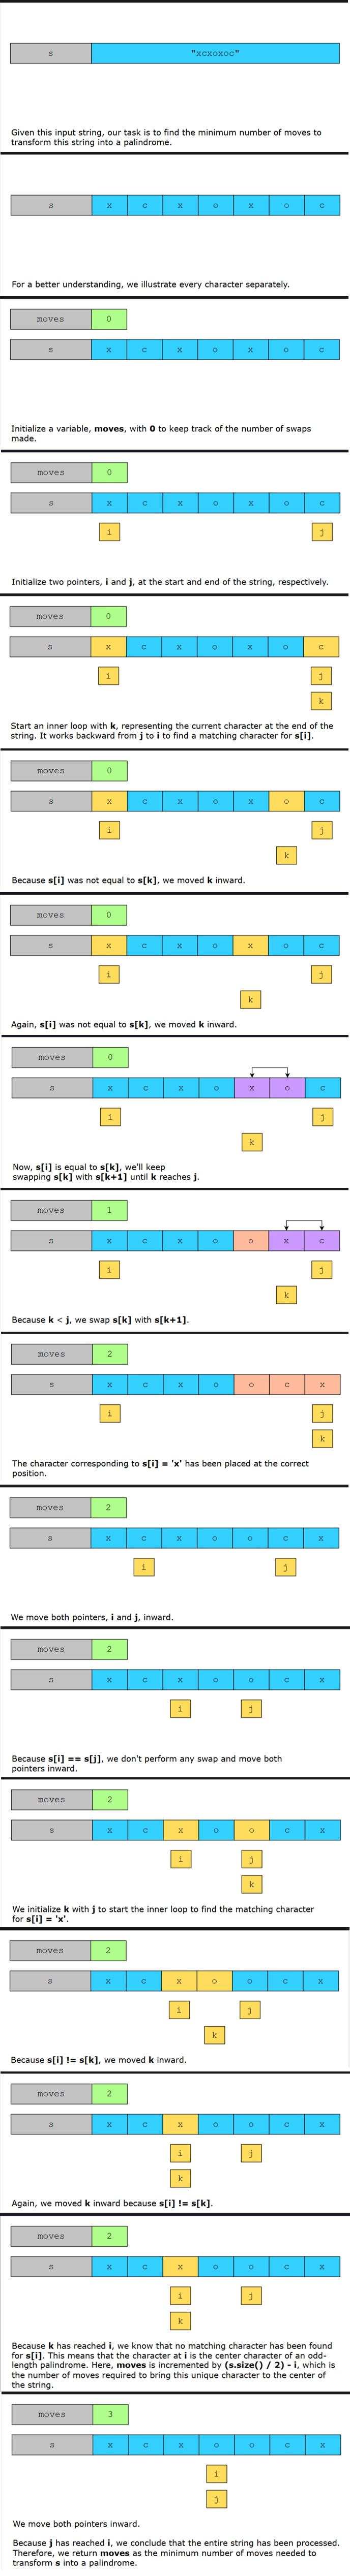 s "xcxoxoc"
Given this input string, our task is to find the minimum number of moves to
transform this string into a palindrome.
s x c x o x o c
For a better understanding, we illustrate every character separately.
moves 0
s x c x o x o c
Initialize a variable, moves, with 0 to keep track of the number of swaps
made.
moves 0
s x c x o x o c
i j
Initialize two pointers, i and j, at the start and end of the string, respectively.
moves 0
s x c x o x o c
i j
k
Start an inner loop with k, representing the current character at the end of the
string. It works backward from j to i to find a matching character for s[i].
moves 0
s x c x o x o c
i j
k
Because s[i] was not equal to s[k], we moved k inward.
moves 0
s x c x o x o c
i j
k
Again, s[i] was not equal to s[k], we moved k inward.
moves 0
s x c x o x o c
i j
k
Now, s[i] is equal to s[k], we'll keep
swapping s[k] with s[k+1] until k reaches j.
moves 1
s x c x o o x c
i j
k
Because k < j, we swap s[k] with s[k+1].
moves 2
s x c x o o c x
i j
k
The character corresponding to s[i] = 'x' has been placed at the correct
position.
moves 2
s x c x o o c x
i j
We move both pointers, i and j, inward.
moves 2
s x c x o o c x
i j
Because s[i] == s[j], we don't perform any swap and move both
pointers inward.
moves 2
s x c x o o c x
i j
k
We initialize k with j to start the inner loop to find the matching character
for s[i] = 'x'.
moves 2
s x c x o o c x
i j
k
Because s[i] != s[k], we moved k inward.
moves 2
s x c x o o c x
i j
k
Again, we moved k inward because s[i] != s[k].
moves 2
s x c x o o c x
i j
k
Because k has reached i, we know that no matching character has been found
for s[i]. This means that the character at i is the center character of an odd-
length palindrome. Here, moves is incremented by (s.size() / 2) - i, which is
the number of moves required to bring this unique character to the center of
the string.
moves 3
s x c x o o c x
i
j
We move both pointers inward.
Because j has reached i, we conclude that the entire string has been processed.
Therefore, we return moves as the minimum number of moves needed to
transform s into a palindrome.